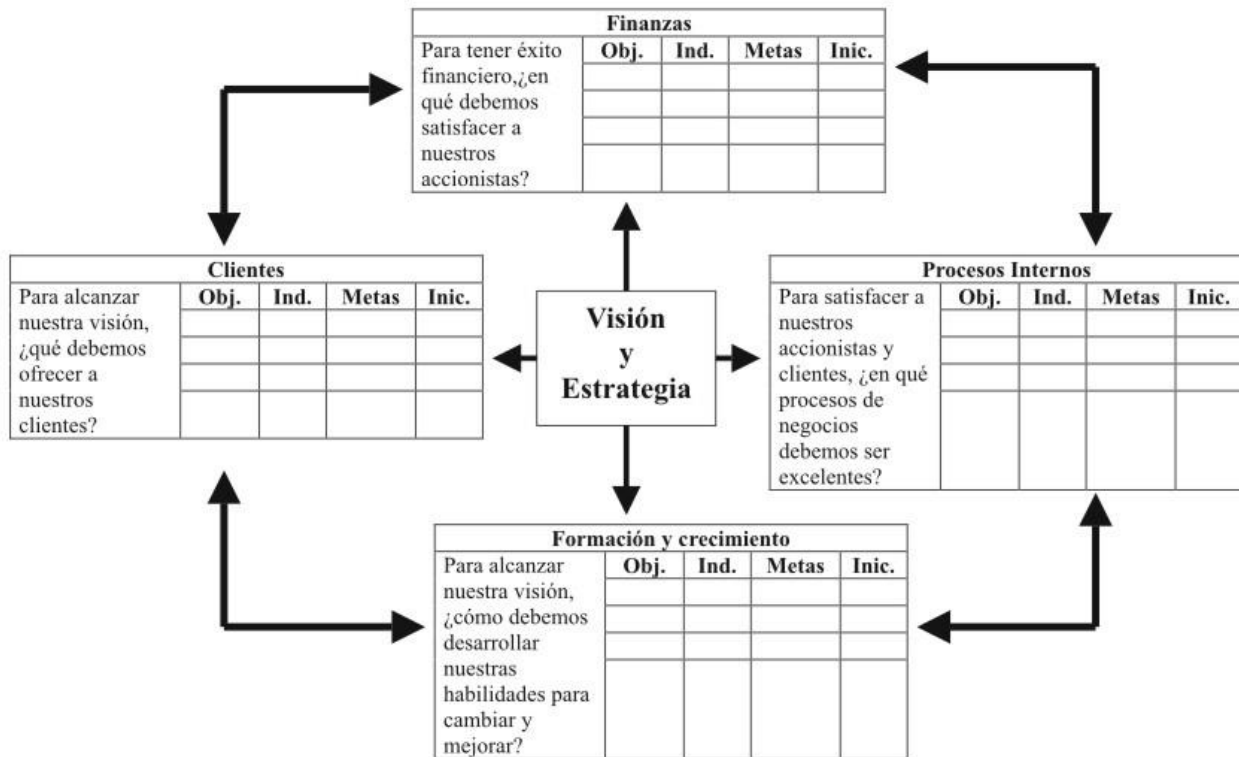 Finanzas
Para tener éxito
financiero,¿en
qué debemos
satisfacer a
nuestros
accionistas?
Obj. Ind. Metas Inic.
Clientes
Para alcanzar
nuestra visión,
¿qué debemos
ofrecer a
nuestros
clientes?
Obj. Ind. Metas Inic.
Visión
y
Estrategia
Procesos Internos
Para satisfacer a
nuestros
accionistas y
clientes, ¿en qué
procesos de
negocios
debemos ser
excelentes?
Obj. Ind. Metas Inic.
Formación y crecimiento
Para alcanzar
nuestra visión,
¿cómo debemos
desarrollar
nuestras
habilidades para
cambiar y
mejorar?
Obj. Ind. Metas Inic.